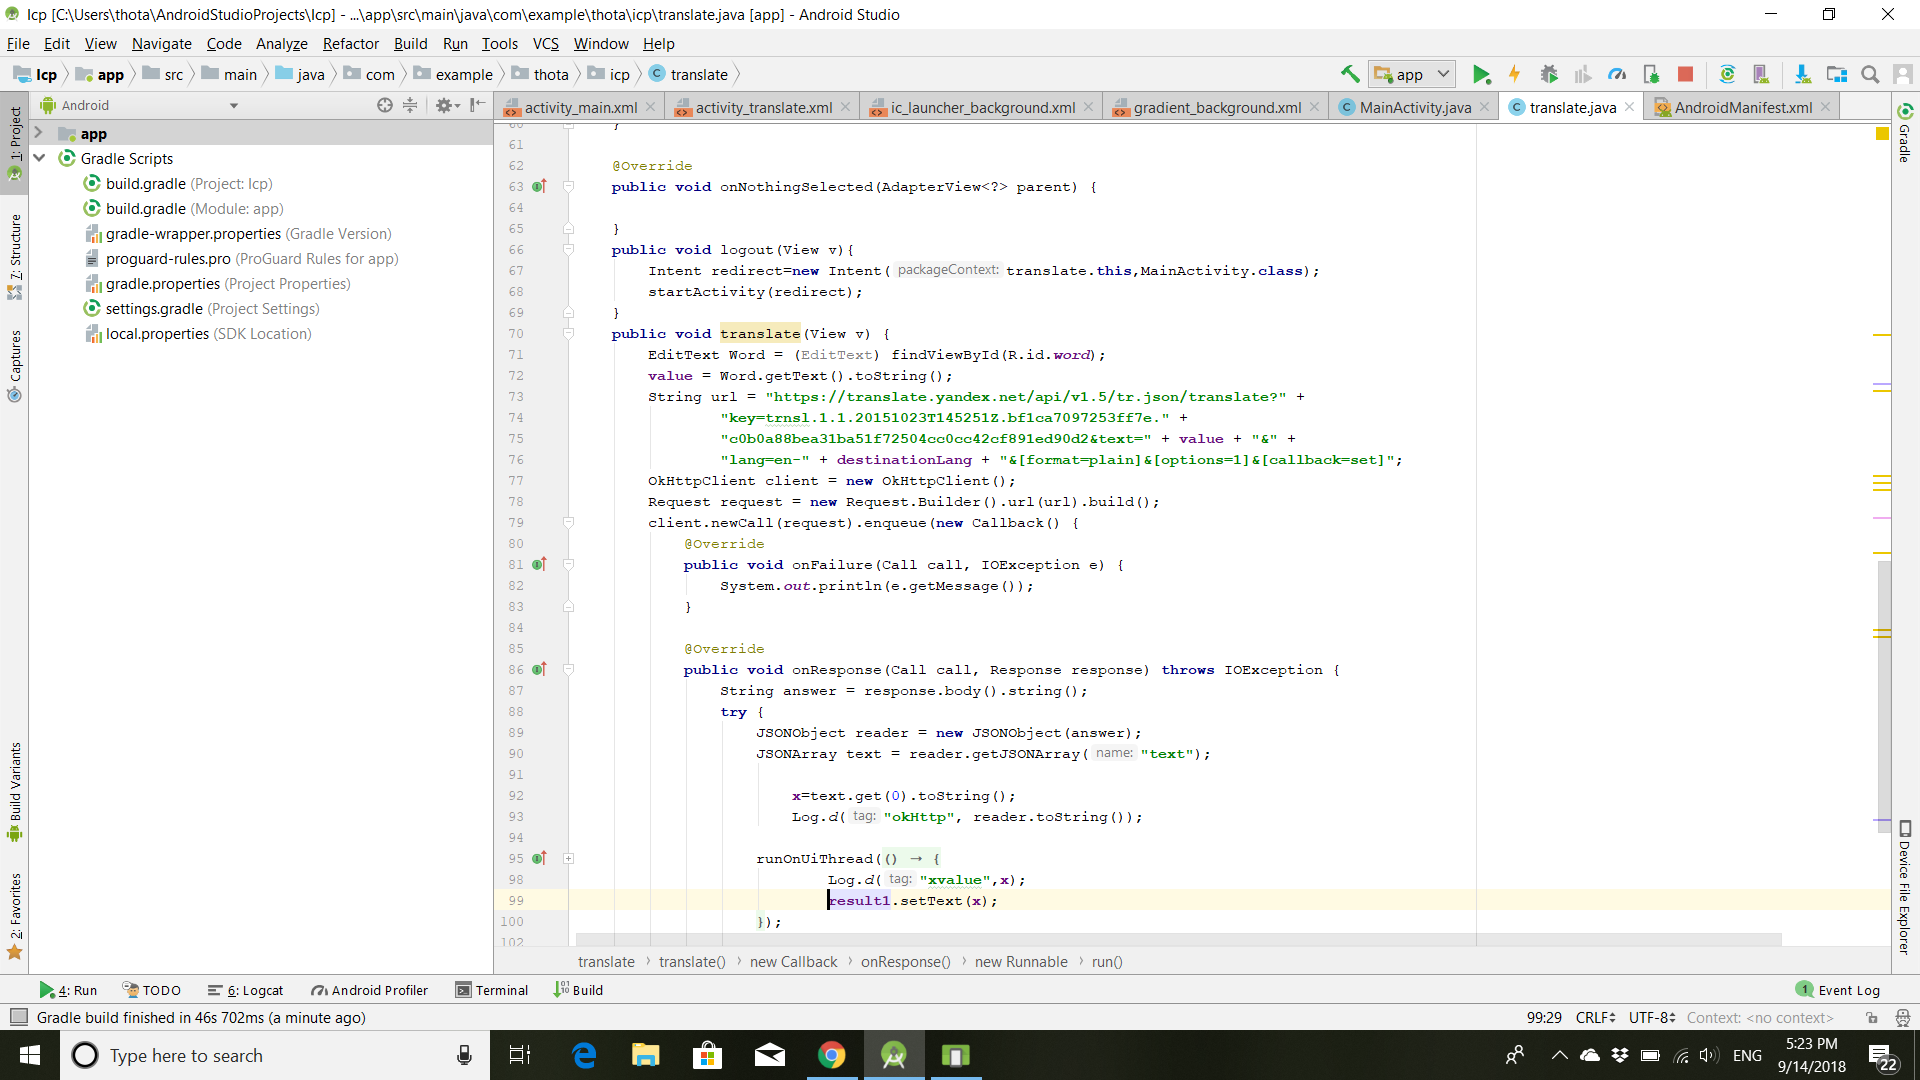 Icp [C:\Users\thota\AndroidStudioProjects\Icp] - ...\app\src\main\java\com\example\thota\icp\translate.java [app] - Android Studio
File Edit View Navigate Code Analyze Refactor Build Run Tools VCS Window Help
Icp app src main java com example thota icp translate app
Android activity_main.xml activity_translate.xml ic_launcher_background.xml gradient_background.xml MainActivity.java translate.java AndroidManifest.xml
1: Project
7: Structure
Captures
Build Variants
2: Favorites
app
Gradle Scripts
build.gradle (Project: Icp)
build.gradle (Module: app)
gradle-wrapper.properties (Gradle Version)
proguard-rules.pro (ProGuard Rules for app)
gradle.properties (Project Properties)
settings.gradle (Project Settings)
local.properties (SDK Location)
60 }
61
62 @Override
63 public void onNothingSelected(AdapterView<?> parent) {
64
65 }
66 public void logout(View v){
67 Intent redirect=new Intent( packageContext: translate.this,MainActivity.class);
68 startActivity(redirect);
69 }
70 public void translate(View v) {
71 EditText Word = (EditText) findViewById(R.id.word);
72 value = Word.getText().toString();
73 String url = "https://translate.yandex.net/api/v1.5/tr.json/translate?" +
74 "key=trnsl.1.1.20151023T145251Z.bf1ca7097253ff7e." +
75 "c0b0a88bea31ba51f72504cc0cc42cf891ed90d2&text=" + value + "&" +
76 "lang=en-" + destinationLang + "&[format=plain]&[options=1]&[callback=set]";
77 OkHttpClient client = new OkHttpClient();
78 Request request = new Request.Builder().url(url).build();
79 client.newCall(request).enqueue(new Callback() {
80 @Override
81 public void onFailure(Call call, IOException e) {
82 System.out.println(e.getMessage());
83 }
84
85 @Override
86 public void onResponse(Call call, Response response) throws IOException {
87 String answer = response.body().string();
88 try {
89 JSONObject reader = new JSONObject(answer);
90 JSONArray text = reader.getJSONArray( name: "text");
91
92 x=text.get(0).toString();
93 Log.d( tag: "okHttp", reader.toString());
94
95 runOnUiThread(() → {
98 Log.d( tag: "xvalue",x);
99 result1.setText(x);
100 });
102
translate translate() new Callback onResponse() new Runnable run()
Gradle
Device File Explorer
4: Run TODO 6: Logcat Android Profiler Terminal Build 1 Event Log
Gradle build finished in 46s 702ms (a minute ago) 99:29 CRLF UTF-8 Context: <no context>
Type here to search ENG 5:23 PM
9/14/2018 22